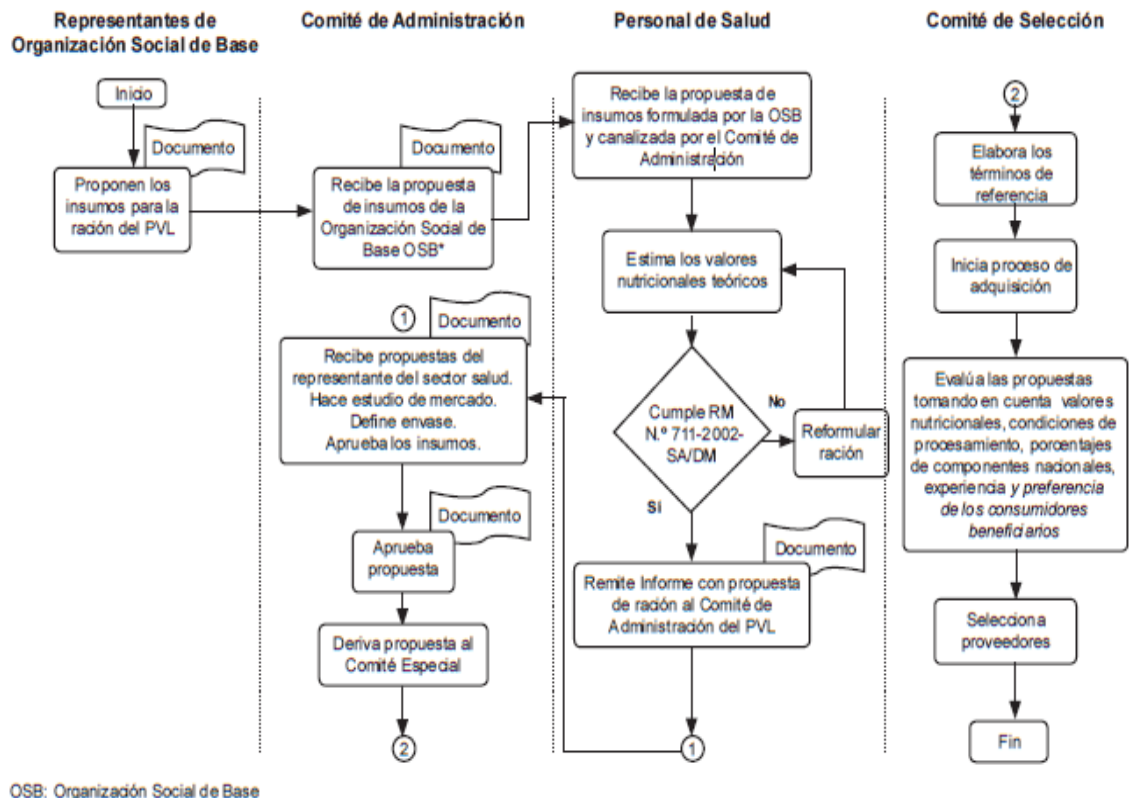 Representantes de
Organización Social de Base
Comité de Administración
Personal de Salud
Comité de Selección
Inicio
Documento
Proponen los
insumos para la
ración del PVL
Documento
Recibe la propuesta
de insumos de la
Organización Social de
Base OSB*
1
Documento
Recibe propuestas del
representante del sector salud.
Hace estudio de mercado.
Define envase.
Aprueba los insumos.
Documento
Aprueba
propuesta
Deriva propuesta al
Comité Especial
2
Recibe la propuesta de
insumos formulada por la OSB
y canalizada por el Comité de
Administración
Estima los valores
nutricionales teóricos
Cumple RM
N.º 711-2002-
SA/DM
No
Reformular
ración
Sí
Documento
Remite Informe con propuesta
de ración al Comité de
Administración del PVL
1
2
Elabora los
términos de
referencia
Inicia proceso de
adquisición
Evalúa las propuestas
tomando en cuenta valores
nutricionales, condiciones de
procesamiento, porcentajes
de componentes nacionales,
experiencia y preferencia
de los consumidores
beneficiarios
Selecciona
proveedores
Fin
OSB: Organización Social de Base